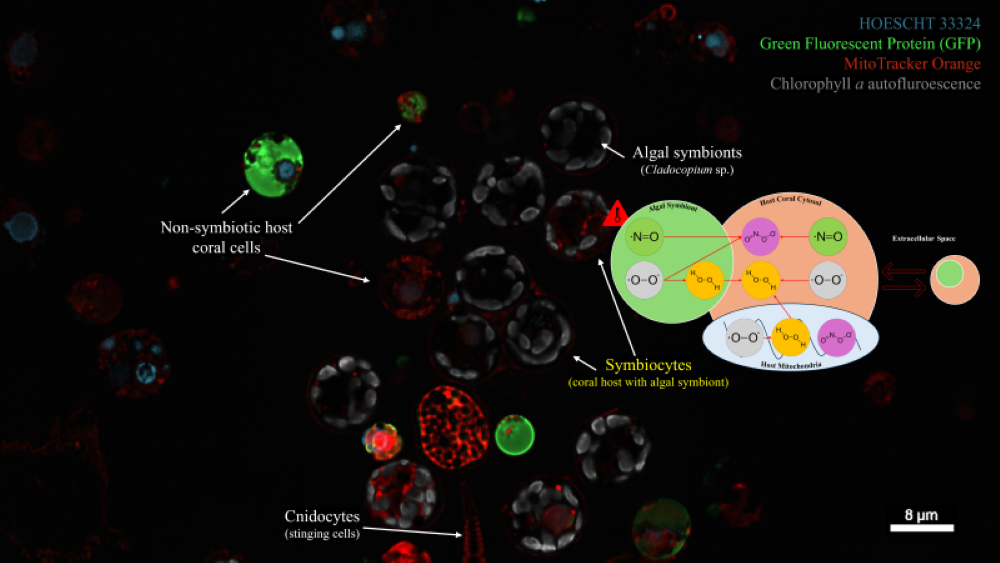 HOESCHT 33324
Green Fluorescent Protein (GFP)
MitoTracker Orange
Chlorophyll a autofluroescence
Algal symbionts
(Cladocopium sp.)
Non-symbiotic host
coral cells
Algal Symbiont
Host Coral Cytosol
Extracellular Space
·N=O
O N O O⁻
·N=O
·O–O⁻
H O–O H
H O–O H
·O–O⁻
·O–O⁻
H O–O H
O N O O⁻
Host Mitochondria
Symbiocytes
(coral host with algal symbiont)
Cnidocytes
(stinging cells)
8 µm